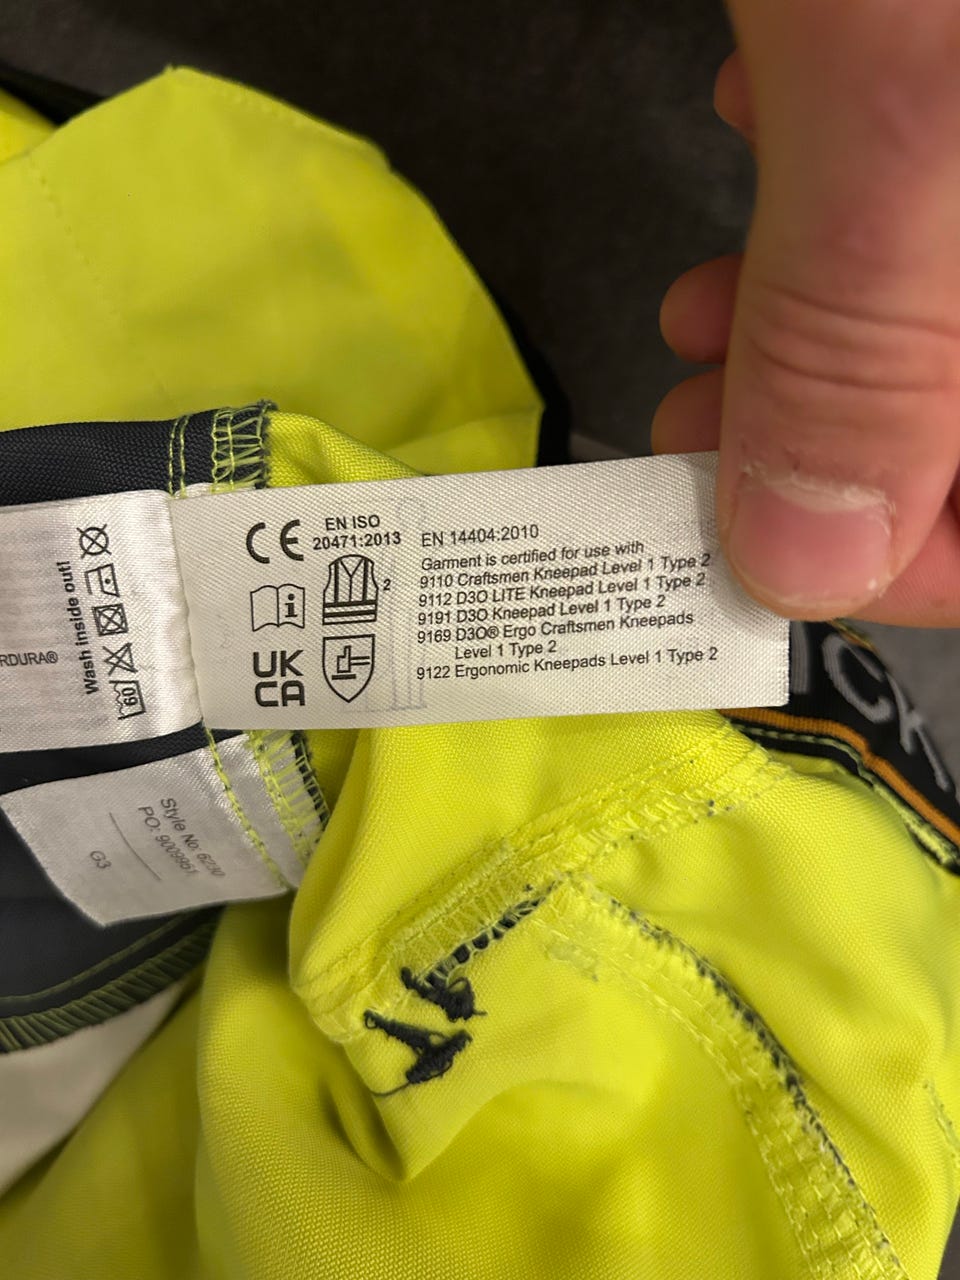 CE
EN ISO
20471:2013
2
UK
CA
EN 14404:2010
Garment is certified for use with
9110 Craftsmen Kneepad Level 1 Type 2
9112 D3O LITE Kneepad Level 1 Type 2
9191 D3O Kneepad Level 1 Type 2
9169 D3O® Ergo Craftsmen Kneepads
Level 1 Type 2
9122 Ergonomic Kneepads Level 1 Type 2
RDURA®
Wash inside out!
60
Style No:
PO:
G3